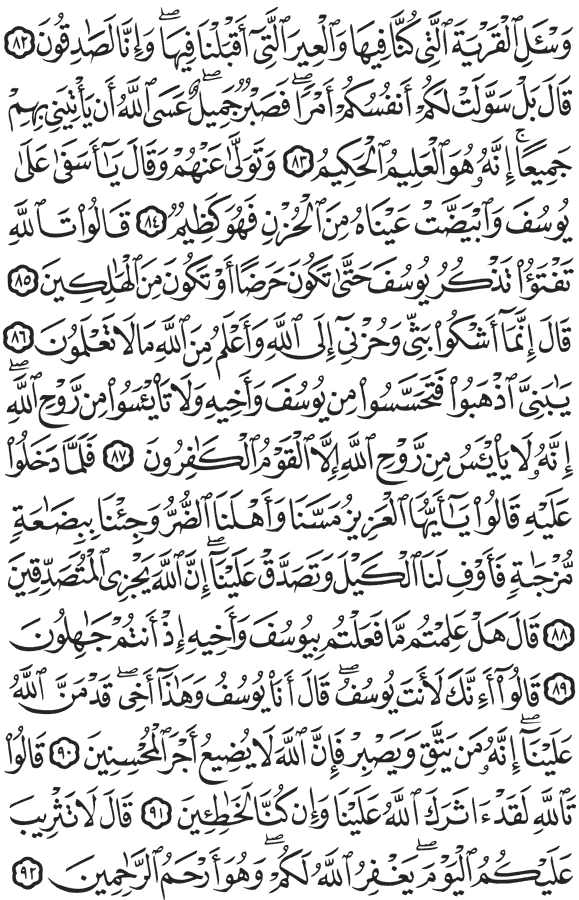 وَسْـَٔلِ ٱلْقَرْيَةَ ٱلَّتِى كُنَّا فِيهَا وَٱلْعِيرَ ٱلَّتِىٓ أَقْبَلْنَا فِيهَا ۖ وَإِنَّا لَصَٰدِقُونَ ٨٢
قَالَ بَلْ سَوَّلَتْ لَكُمْ أَنفُسُكُمْ أَمْرًا ۖ فَصَبْرٌ جَمِيلٌ ۖ عَسَى ٱللَّهُ أَن يَأْتِيَنِى بِهِمْ
جَمِيعًا ۚ إِنَّهُۥ هُوَ ٱلْعَلِيمُ ٱلْحَكِيمُ ٨٣ وَتَوَلَّىٰ عَنْهُمْ وَقَالَ يَٰٓأَسَفَىٰ عَلَىٰ
يُوسُفَ وَٱبْيَضَّتْ عَيْنَاهُ مِنَ ٱلْحُزْنِ فَهُوَ كَظِيمٌ ٨٤ قَالُوا۟ تَٱللَّهِ
تَفْتَؤُا۟ تَذْكُرُ يُوسُفَ حَتَّىٰ تَكُونَ حَرَضًا أَوْ تَكُونَ مِنَ ٱلْهَٰلِكِينَ ٨٥
قَالَ إِنَّمَآ أَشْكُوا۟ بَثِّى وَحُزْنِىٓ إِلَى ٱللَّهِ وَأَعْلَمُ مِنَ ٱللَّهِ مَا لَا تَعْلَمُونَ ٨٦
يَٰبَنِىَّ ٱذْهَبُوا۟ فَتَحَسَّسُوا۟ مِن يُوسُفَ وَأَخِيهِ وَلَا تَا۟يْـَٔسُوا۟ مِن رَّوْحِ ٱللَّهِ ۖ
إِنَّهُۥ لَا يَا۟يْـَٔسُ مِن رَّوْحِ ٱللَّهِ إِلَّا ٱلْقَوْمُ ٱلْكَٰفِرُونَ ٨٧ فَلَمَّا دَخَلُوا۟
عَلَيْهِ قَالُوا۟ يَٰٓأَيُّهَا ٱلْعَزِيزُ مَسَّنَا وَأَهْلَنَا ٱلضُّرُّ وَجِئْنَا بِبِضَٰعَةٍ
مُّزْجَىٰةٍ فَأَوْفِ لَنَا ٱلْكَيْلَ وَتَصَدَّقْ عَلَيْنَآ ۖ إِنَّ ٱللَّهَ يَجْزِى ٱلْمُتَصَدِّقِينَ
٨٨ قَالَ هَلْ عَلِمْتُم مَّا فَعَلْتُم بِيُوسُفَ وَأَخِيهِ إِذْ أَنتُمْ جَٰهِلُونَ
٨٩ قَالُوٓا۟ أَءِنَّكَ لَأَنتَ يُوسُفُ ۖ قَالَ أَنَا۠ يُوسُفُ وَهَٰذَآ أَخِى ۖ قَدْ مَنَّ ٱللَّهُ
عَلَيْنَآ ۖ إِنَّهُۥ مَن يَتَّقِ وَيَصْبِرْ فَإِنَّ ٱللَّهَ لَا يُضِيعُ أَجْرَ ٱلْمُحْسِنِينَ ٩٠ قَالُوا۟
تَٱللَّهِ لَقَدْ ءَاثَرَكَ ٱللَّهُ عَلَيْنَا وَإِن كُنَّا لَخَٰطِـِٔينَ ٩١ قَالَ لَا تَثْرِيبَ
عَلَيْكُمُ ٱلْيَوْمَ ۖ يَغْفِرُ ٱللَّهُ لَكُمْ ۖ وَهُوَ أَرْحَمُ ٱلرَّٰحِمِينَ ٩٢